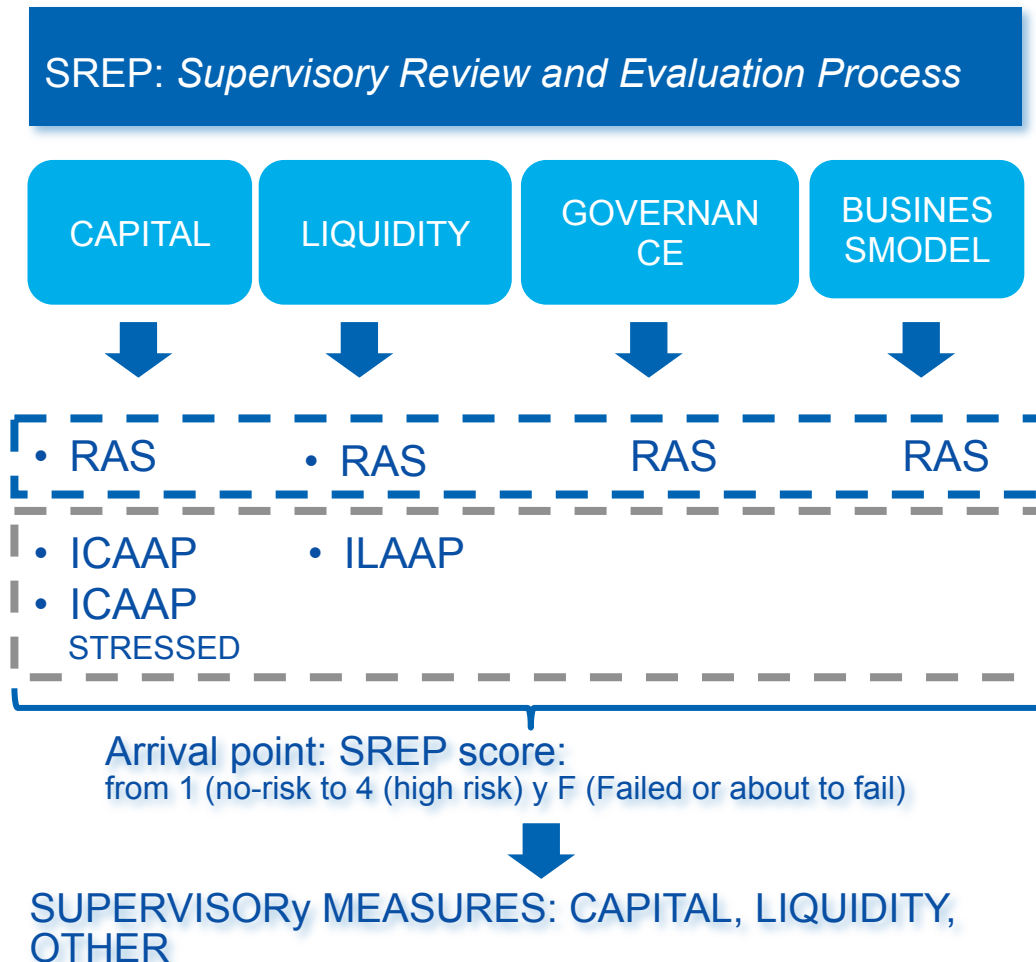 SREP: Supervisory Review and Evaluation Process
CAPITAL
LIQUIDITY
GOVERNAN
CE
BUSINES
SMODEL
• RAS
• RAS
RAS
RAS
• ICAAP
• ILAAP
• ICAAP
STRESSED
Arrival point: SREP score:
from 1 (no-risk to 4 (high risk) y F (Failed or about to fail)
SUPERVISORy MEASURES: CAPITAL, LIQUIDITY,
OTHER